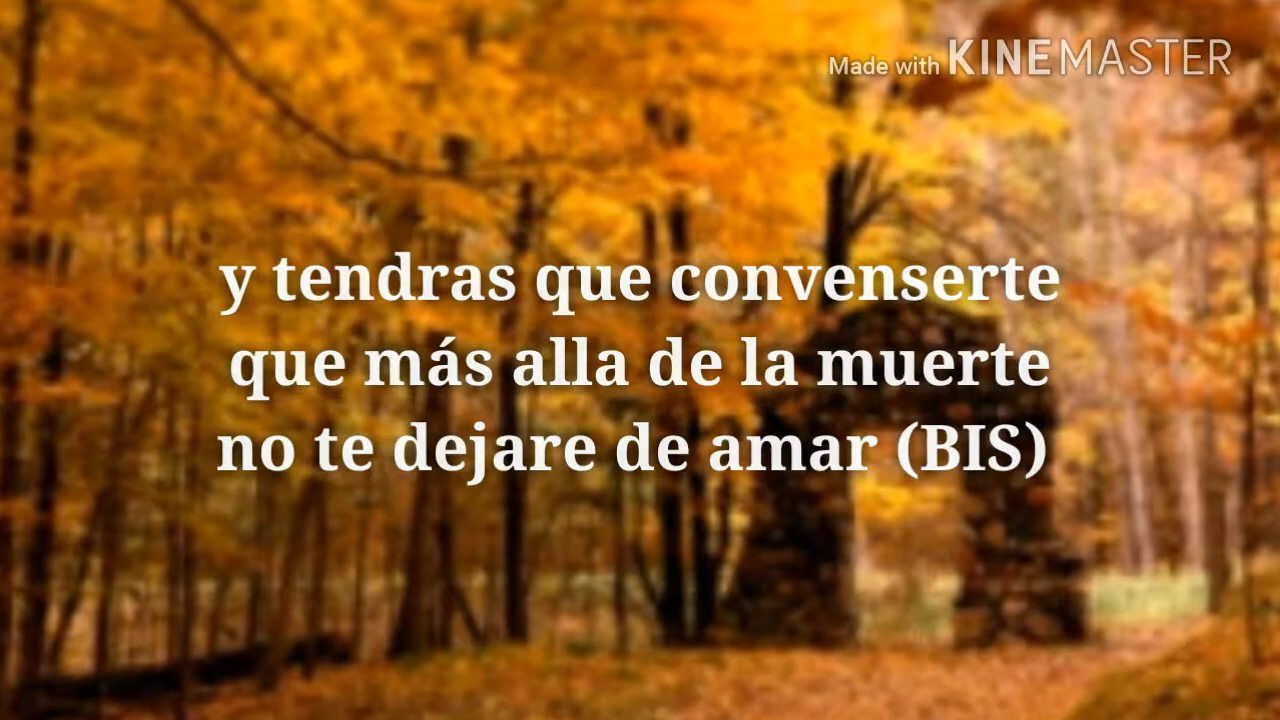 Made with KINEMASTER
y tendras que convenserte
que más alla de la muerte
no te dejare de amar (BIS)